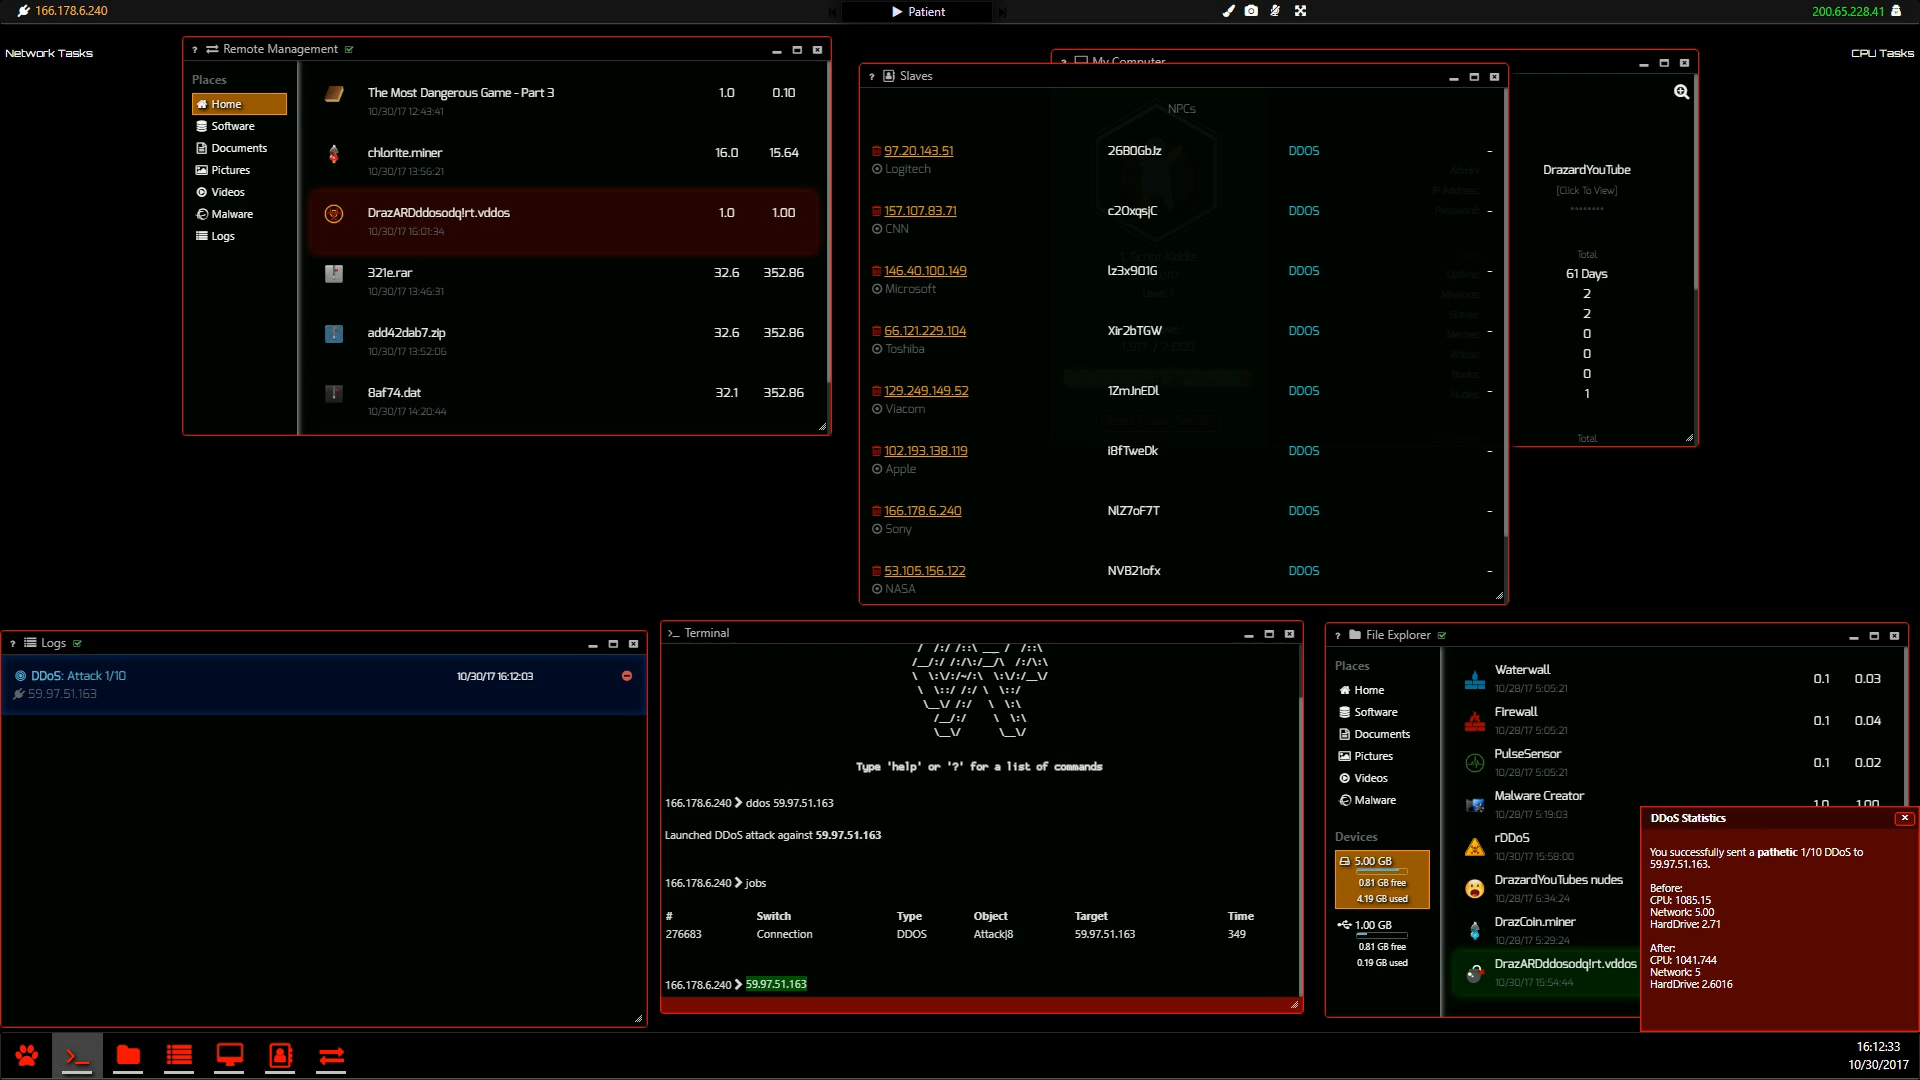 166.178.6.240
Patient
200.65.228.41
Network Tasks
CPU Tasks
? Remote Management
Places
Home
Software
Documents
Pictures
Videos
Malware
Logs
The Most Dangerous Game - Part 3 1.0 0.10
10/30/17 12:43:41
chlorite.miner 16.0 15.64
10/30/17 13:56:21
DrazARDddosodq!rt.vddos 1.0 1.00
10/30/17 16:01:34
321e.rar 32.6 352.86
10/30/17 13:46:31
add42dab7.zip 32.6 352.86
10/30/17 13:52:06
8af74.dat 32.1 352.86
10/30/17 14:20:44
? My Computer
DrazardYouTube
[Click To View]
********
Total
61 Days
2
2
0
0
0
1
Total
? Slaves
NPCs
97.20.143.51 26B0GbJz DDOS -
Logitech
157.107.83.71 c2Oxqs|C DDOS -
CNN
146.40.100.149 lz3x901G DDOS -
Microsoft
66.121.229.104 Xir2bTGW DDOS -
Toshiba
129.249.149.52 1ZmJnEDl DDOS -
Viacom
102.193.138.119 i8fTweDk DDOS -
Apple
166.178.6.240 NlZ7oF7T DDOS -
Sony
53.105.156.122 NVB21ofx DDOS -
NASA
? Logs
DDoS: Attack 1/10 10/30/17 16:12:03
59.97.51.163
>_ Terminal
Type 'help' or '?' for a list of commands
166.178.6.240 > ddos 59.97.51.163
Launched DDoS attack against 59.97.51.163
166.178.6.240 > jobs
# Switch Type Object Target Time
276683 Connection DDOS Attack|8 59.97.51.163 349
166.178.6.240 > 59.97.51.163
? File Explorer
Places
Home
Software
Documents
Pictures
Videos
Malware
Devices
5.00 GB
0.81 GB free
4.19 GB used
1.00 GB
0.81 GB free
0.19 GB used
Waterwall 0.1 0.03
10/28/17 5:05:21
Firewall 0.1 0.04
10/28/17 5:05:21
PulseSensor 0.1 0.02
10/28/17 5:05:21
Malware Creator 1.0 1.00
10/28/17 5:19:03
rDDoS
10/30/17 15:58:00
DrazardYouTubes nudes
10/28/17 6:34:24
DrazCoin.miner
10/28/17 5:29:24
DrazARDddosodq!rt.vddos
10/30/17 15:54:44
DDoS Statistics
You successfully sent a pathetic 1/10 DDoS to
59.97.51.163.
Before:
CPU: 1085.15
Network: 5.00
HardDrive: 2.71
After:
CPU: 1041.744
Network: 5
HardDrive: 2.6016
16:12:33
10/30/2017